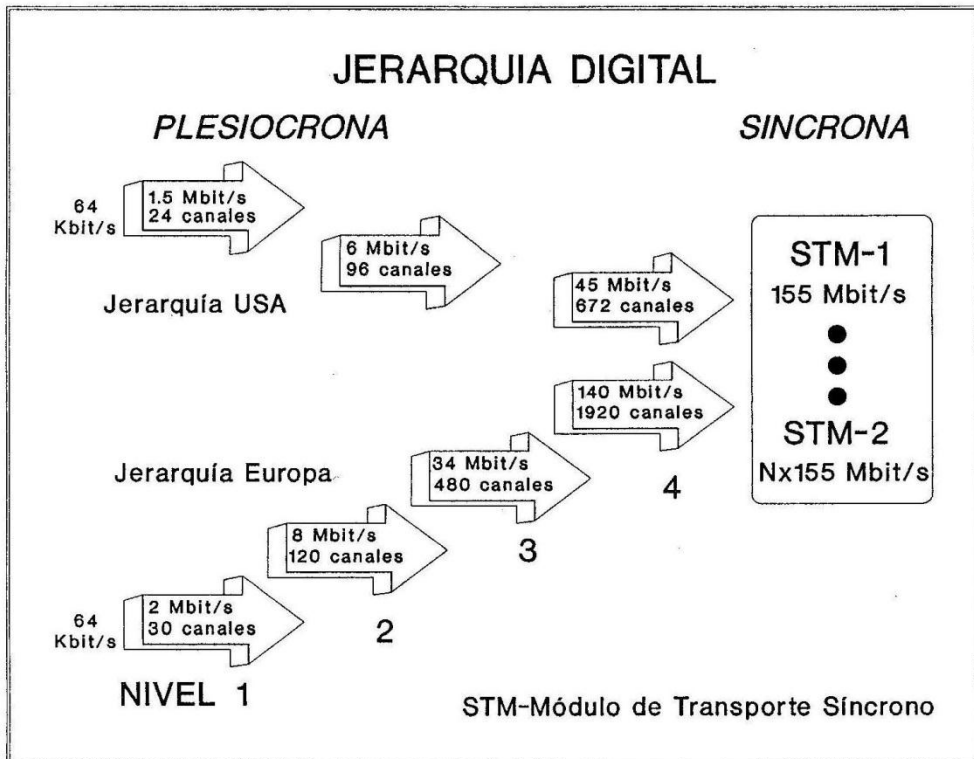 JERARQUIA DIGITAL
PLESIOCRONA
SINCRONA
64
Kbit/s
1.5 Mbit/s
24 canales
6 Mbit/s
96 canales
45 Mbit/s
672 canales
Jerarquía USA
STM-1
155 Mbit/s
140 Mbit/s
1920 canales
STM-2
Nx155 Mbit/s
Jerarquía Europa
34 Mbit/s
480 canales
4
8 Mbit/s
120 canales
3
64
Kbit/s
2 Mbit/s
30 canales
2
NIVEL 1
STM-Módulo de Transporte Síncrono